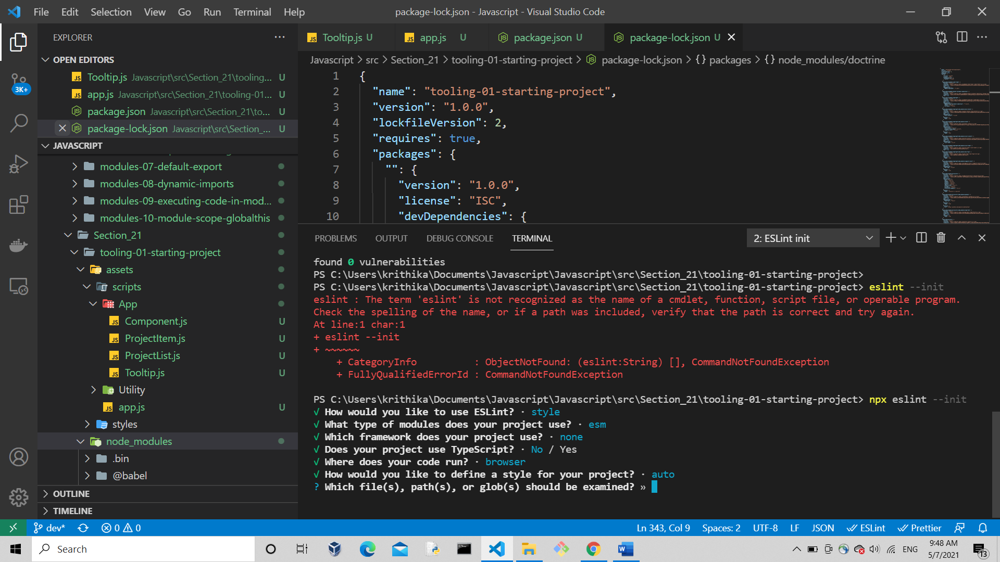 File Edit Selection View Go Run Terminal Help
package-lock.json - Javascript - Visual Studio Code
EXPLORER
OPEN EDITORS
Tooltip.js Javascript\src\Section_21\tooling... U
app.js Javascript\src\Section_21\tooling-01... U
package.json Javascript\src\Section_21\to... U
package-lock.json Javascript\src\Section_... U
3K+
JAVASCRIPT
modules-07-default-export
modules-08-dynamic-imports
modules-09-executing-code-in-mod...
modules-10-module-scope-globalthis
Section_21
tooling-01-starting-project
assets
scripts
App
Component.js U
ProjectItem.js U
ProjectList.js U
Tooltip.js U
Utility
app.js U
styles
node_modules
.bin
@babel
OUTLINE
TIMELINE
Tooltip.js U app.js U package.json U package-lock.json U
Javascript > src > Section_21 > tooling-01-starting-project > package-lock.json > {} packages > {} node_modules/doctrine
1 {
2 "name": "tooling-01-starting-project",
3 "version": "1.0.0",
4 "lockfileVersion": 2,
5 "requires": true,
6 "packages": {
7 "": {
8 "version": "1.0.0",
9 "license": "ISC",
10 "devDependencies": {
PROBLEMS OUTPUT DEBUG CONSOLE TERMINAL
2: ESLint init
found 0 vulnerabilities
PS C:\Users\krithika\Documents\Javascript\Javascript\src\Section_21\tooling-01-starting-project>
PS C:\Users\krithika\Documents\Javascript\Javascript\src\Section_21\tooling-01-starting-project> eslint --init
eslint : The term 'eslint' is not recognized as the name of a cmdlet, function, script file, or operable program.
Check the spelling of the name, or if a path was included, verify that the path is correct and try again.
At line:1 char:1
+ eslint --init
+ ~~~~~~
+ CategoryInfo : ObjectNotFound: (eslint:String) [], CommandNotFoundException
+ FullyQualifiedErrorId : CommandNotFoundException
PS C:\Users\krithika\Documents\Javascript\Javascript\src\Section_21\tooling-01-starting-project> npx eslint --init
√ How would you like to use ESLint? · style
√ What type of modules does your project use? · esm
√ Which framework does your project use? · none
√ Does your project use TypeScript? · No / Yes
√ Where does your code run? · browser
√ How would you like to define a style for your project? · auto
? Which file(s), path(s), or glob(s) should be examined? »
dev* 0 0
Ln 343, Col 9 Spaces: 2 UTF-8 LF JSON ESLint Prettier
Search
ENG
9:48 AM
5/7/2021
13